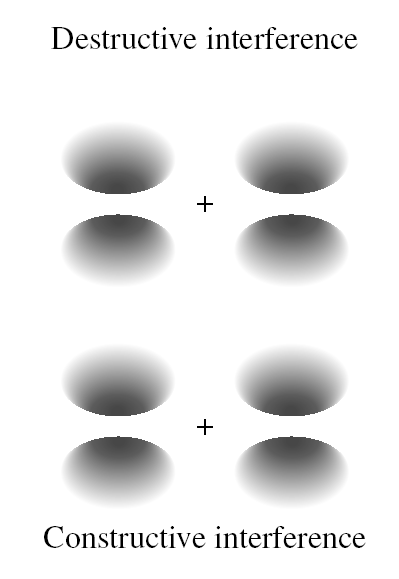 Destructive interference
+
+
Constructive interference